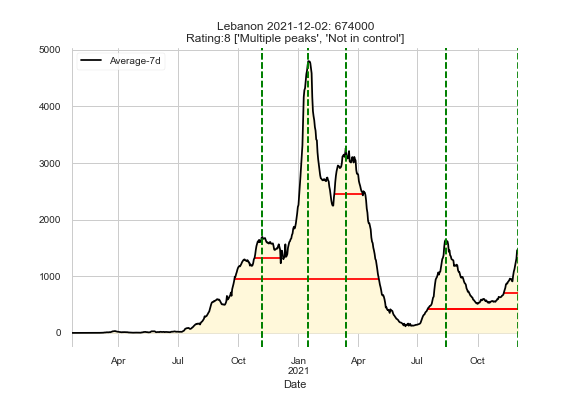 Lebanon 2021-12-02: 674000
Rating:8 ['Multiple peaks', 'Not in control']
5000
Average-7d
4000
3000
2000
1000
0
Apr
Jul
Oct
Jan
2021
Apr
Jul
Oct
Date